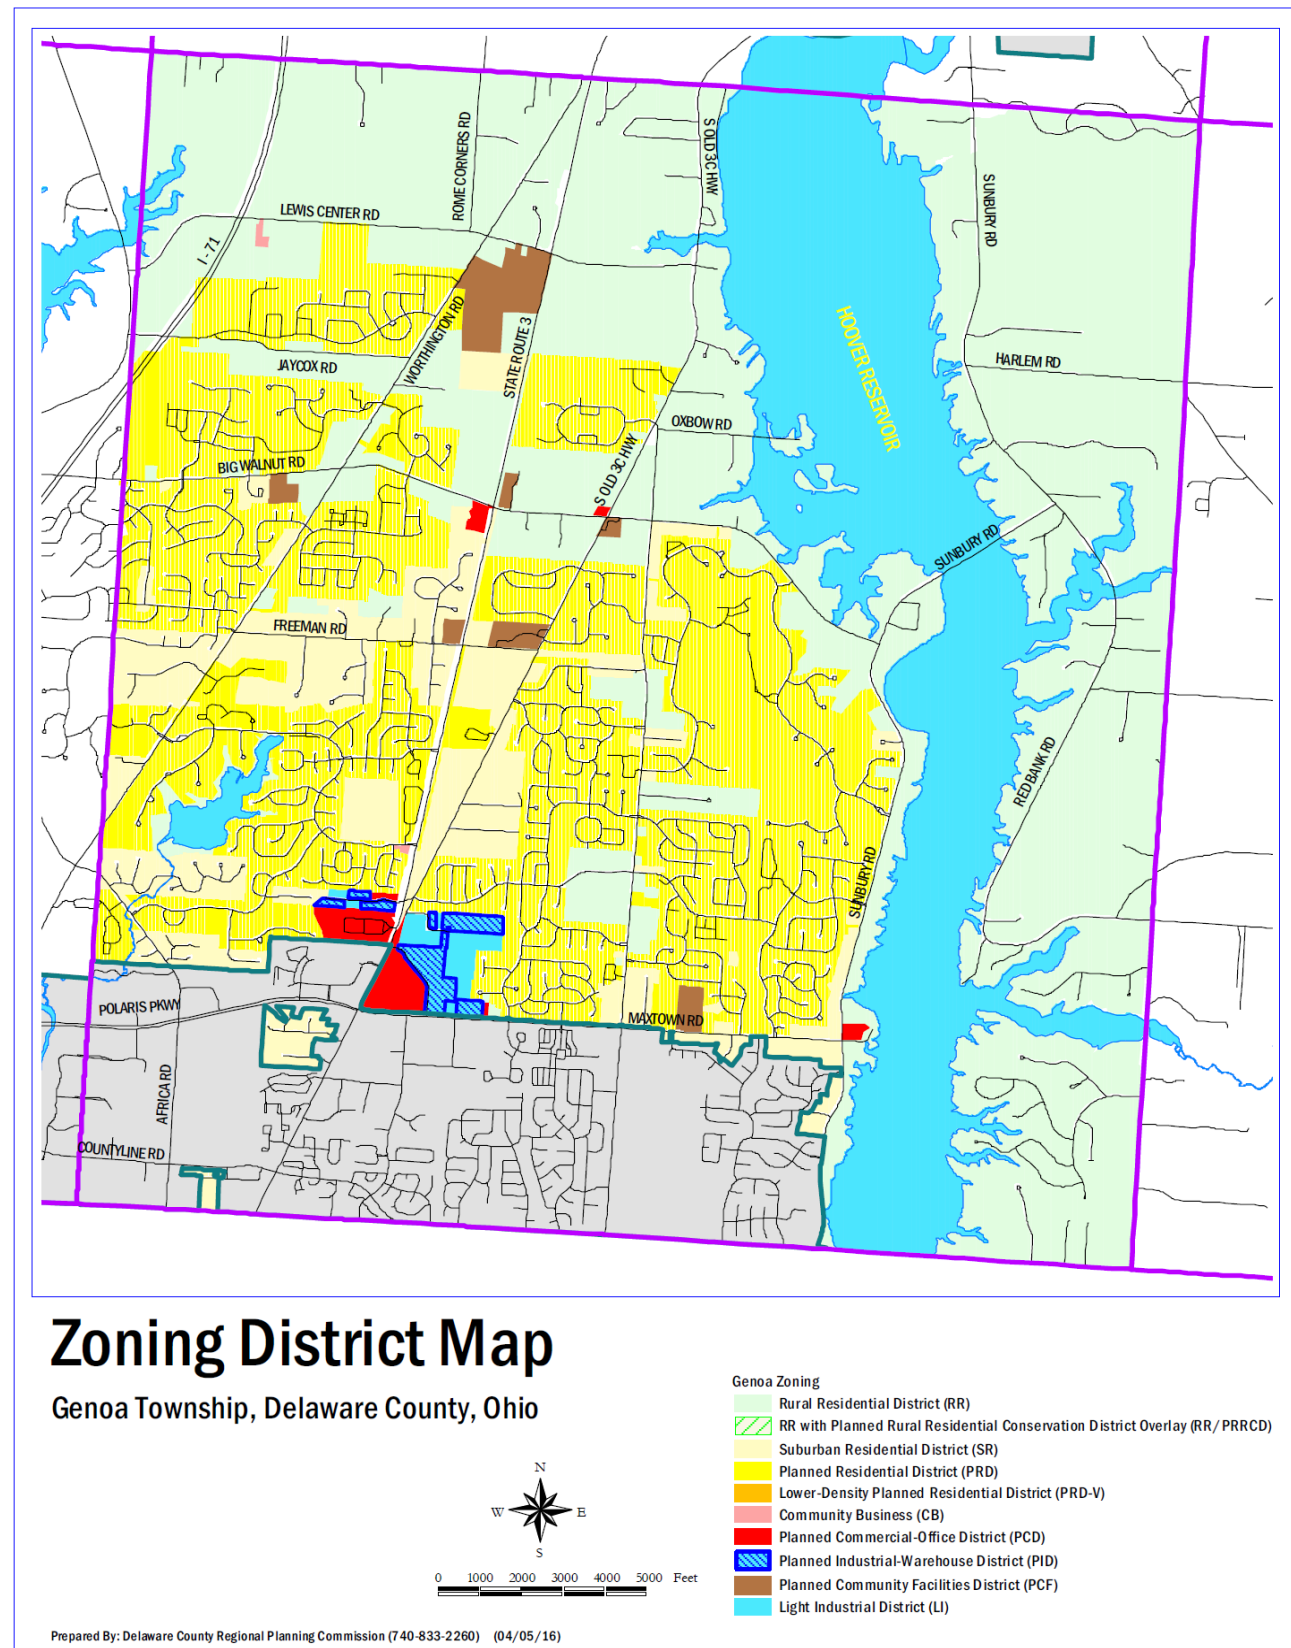 S OLD 3C HWY
ROME CORNERS RD
SUNBURY RD
LEWIS CENTER RD
I - 71
HOOVER RESERVOIR
WORTHINGTON RD
STATE ROUTE 3
JAYCOX RD
HARLEM RD
OXBOW RD
S OLD 3C HWY
BIG WALNUT RD
SUNBURY RD
FREEMAN RD
RED BANK RD
SUNBURY RD
POLARIS PKWY
MAXTOWN RD
AFRICA RD
COUNTYLINE RD
Zoning District Map
Genoa Township, Delaware County, Ohio
N
W E
S
0 1000 2000 3000 4000 5000 Feet
Prepared By: Delaware County Regional Planning Commission (740-833-2260) (04/05/16)
Genoa Zoning
Rural Residential District (RR)
RR with Planned Rural Residential Conservation District Overlay (RR/PRRCD)
Suburban Residential District (SR)
Planned Residential District (PRD)
Lower-Density Planned Residential District (PRD-V)
Community Business (CB)
Planned Commercial-Office District (PCD)
Planned Industrial-Warehouse District (PID)
Planned Community Facilities District (PCF)
Light Industrial District (LI)